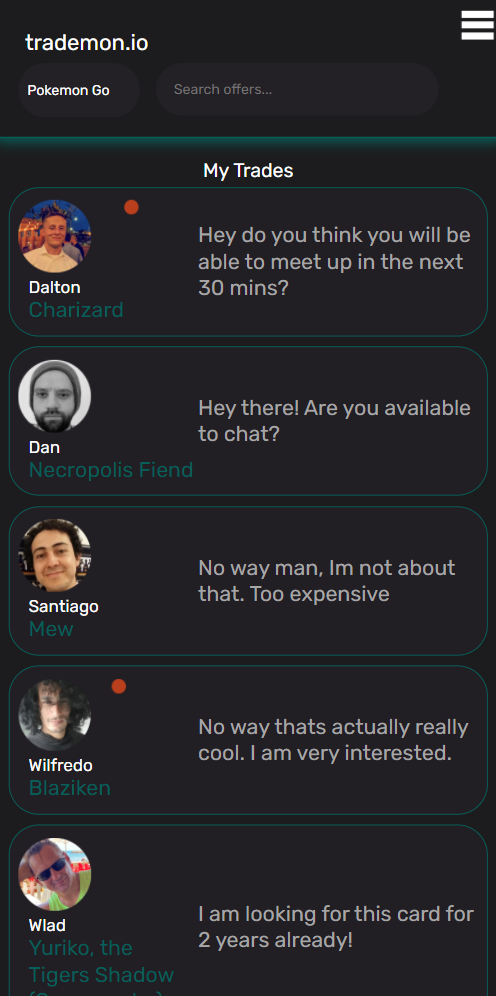 trademon.io
Pokemon Go
Search offers...
My Trades
Dalton
Charizard
Hey do you think you will be
able to meet up in the next
30 mins?
Dan
Necropolis Fiend
Hey there! Are you available
to chat?
Santiago
Mew
No way man, Im not about
that. Too expensive
Wilfredo
Blaziken
No way thats actually really
cool. I am very interested.
Wlad
Yuriko, the
Tigers Shadow
I am looking for this card for
2 years already!